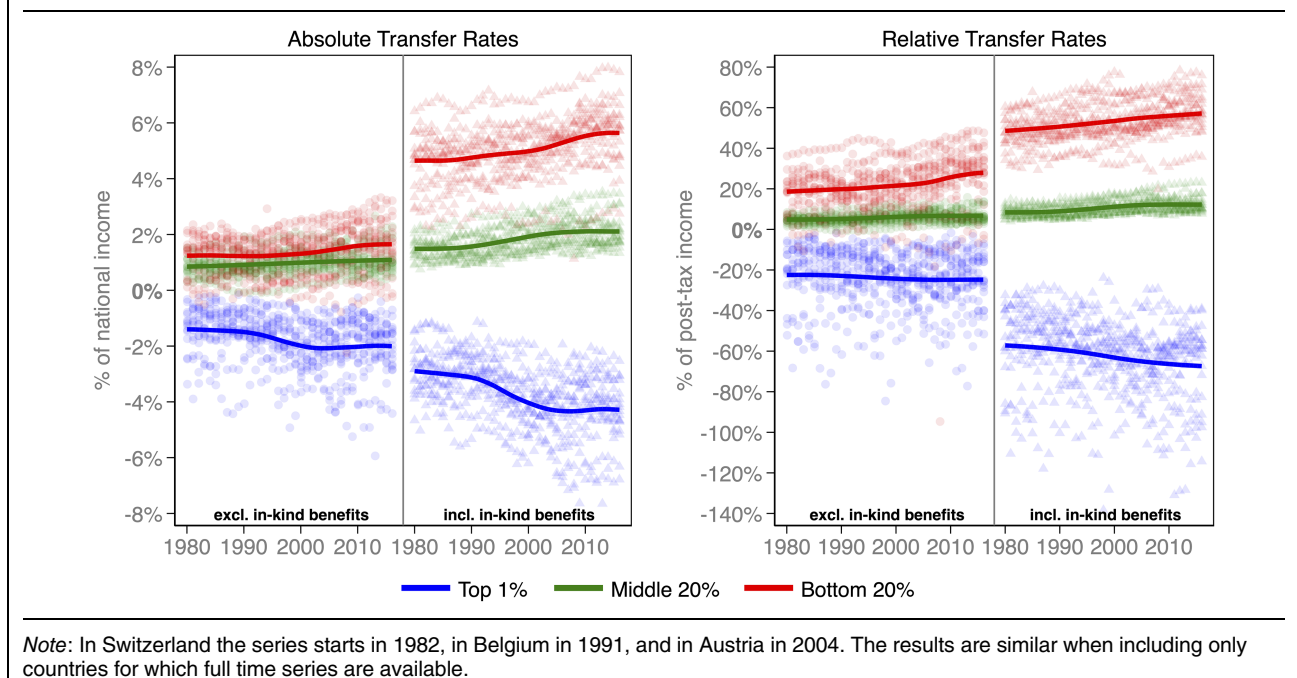 Absolute Transfer Rates
Relative Transfer Rates
% of national income
8%
6%
4%
2%
0%
-2%
-4%
-6%
-8%
excl. in-kind benefits
incl. in-kind benefits
1980 1990 2000 2010 1980 1990 2000 2010
% of post-tax income
80%
60%
40%
20%
0%
-20%
-40%
-60%
-80%
-100%
-120%
-140%
excl. in-kind benefits
incl. in-kind benefits
1980 1990 2000 2010 1980 1990 2000 2010
Top 1% Middle 20% Bottom 20%
Note: In Switzerland the series starts in 1982, in Belgium in 1991, and in Austria in 2004. The results are similar when including only
countries for which full time series are available.